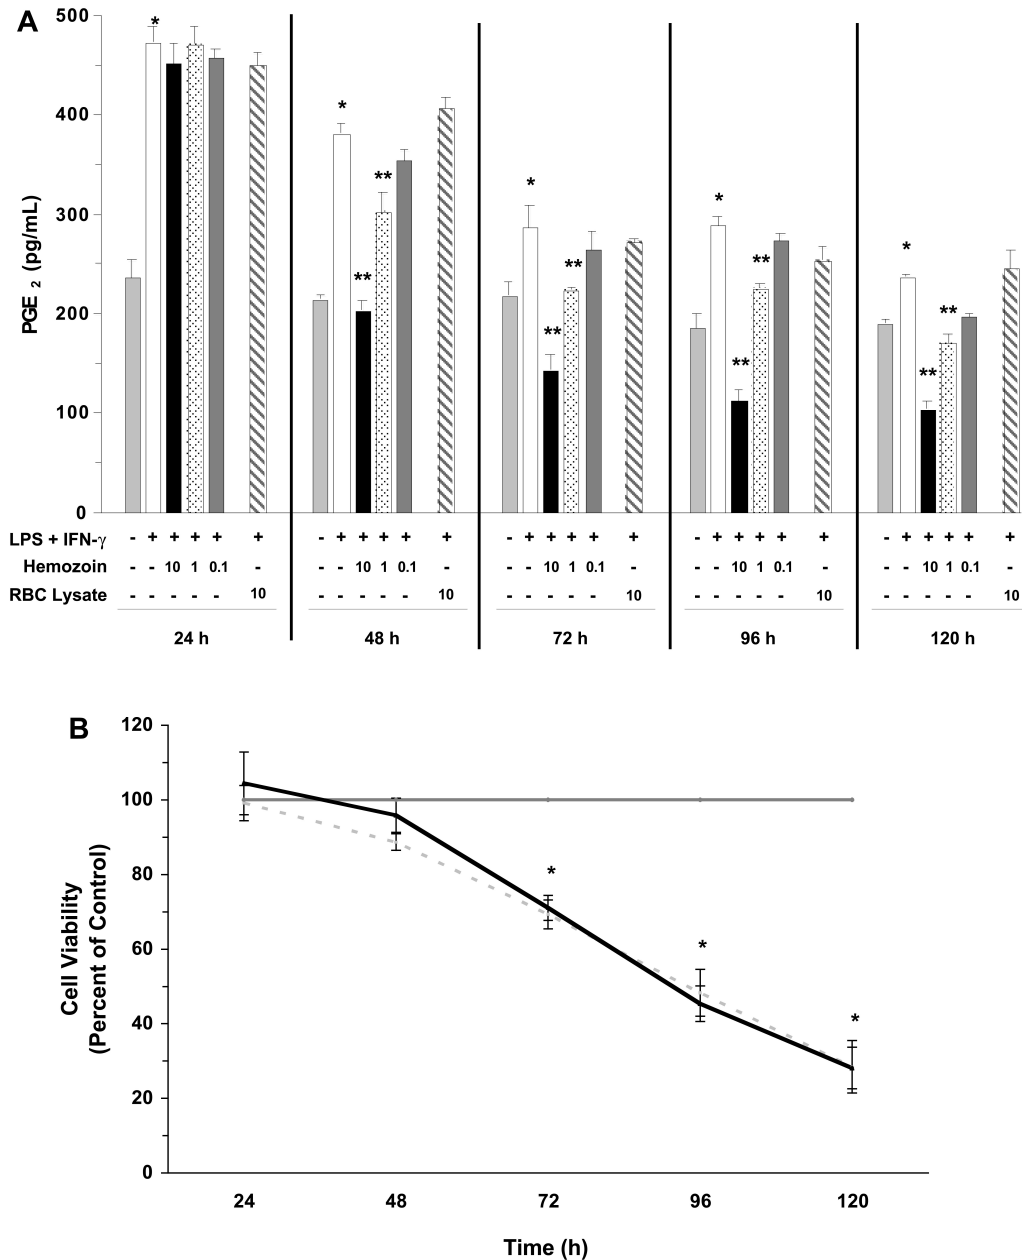 A
500
400
300
200
100
0
PGE 2 (pg/mL)
* * ** ** * ** ** * ** ** * ** **
LPS + IFN-γ - + + + + + - + + + + + - + + + + + - + + + + + - + + + + +
Hemozoin - - 10 1 0.1 - - - 10 1 0.1 - - - 10 1 0.1 - - - 10 1 0.1 - - - 10 1 0.1 -
RBC Lysate - - - - - 10 - - - - - 10 - - - - - 10 - - - - - 10 - - - - - 10
24 h 48 h 72 h 96 h 120 h
B
120
100
80
60
40
20
0
Cell Viability
(Percent of Control)
* * *
24 48 72 96 120
Time (h)